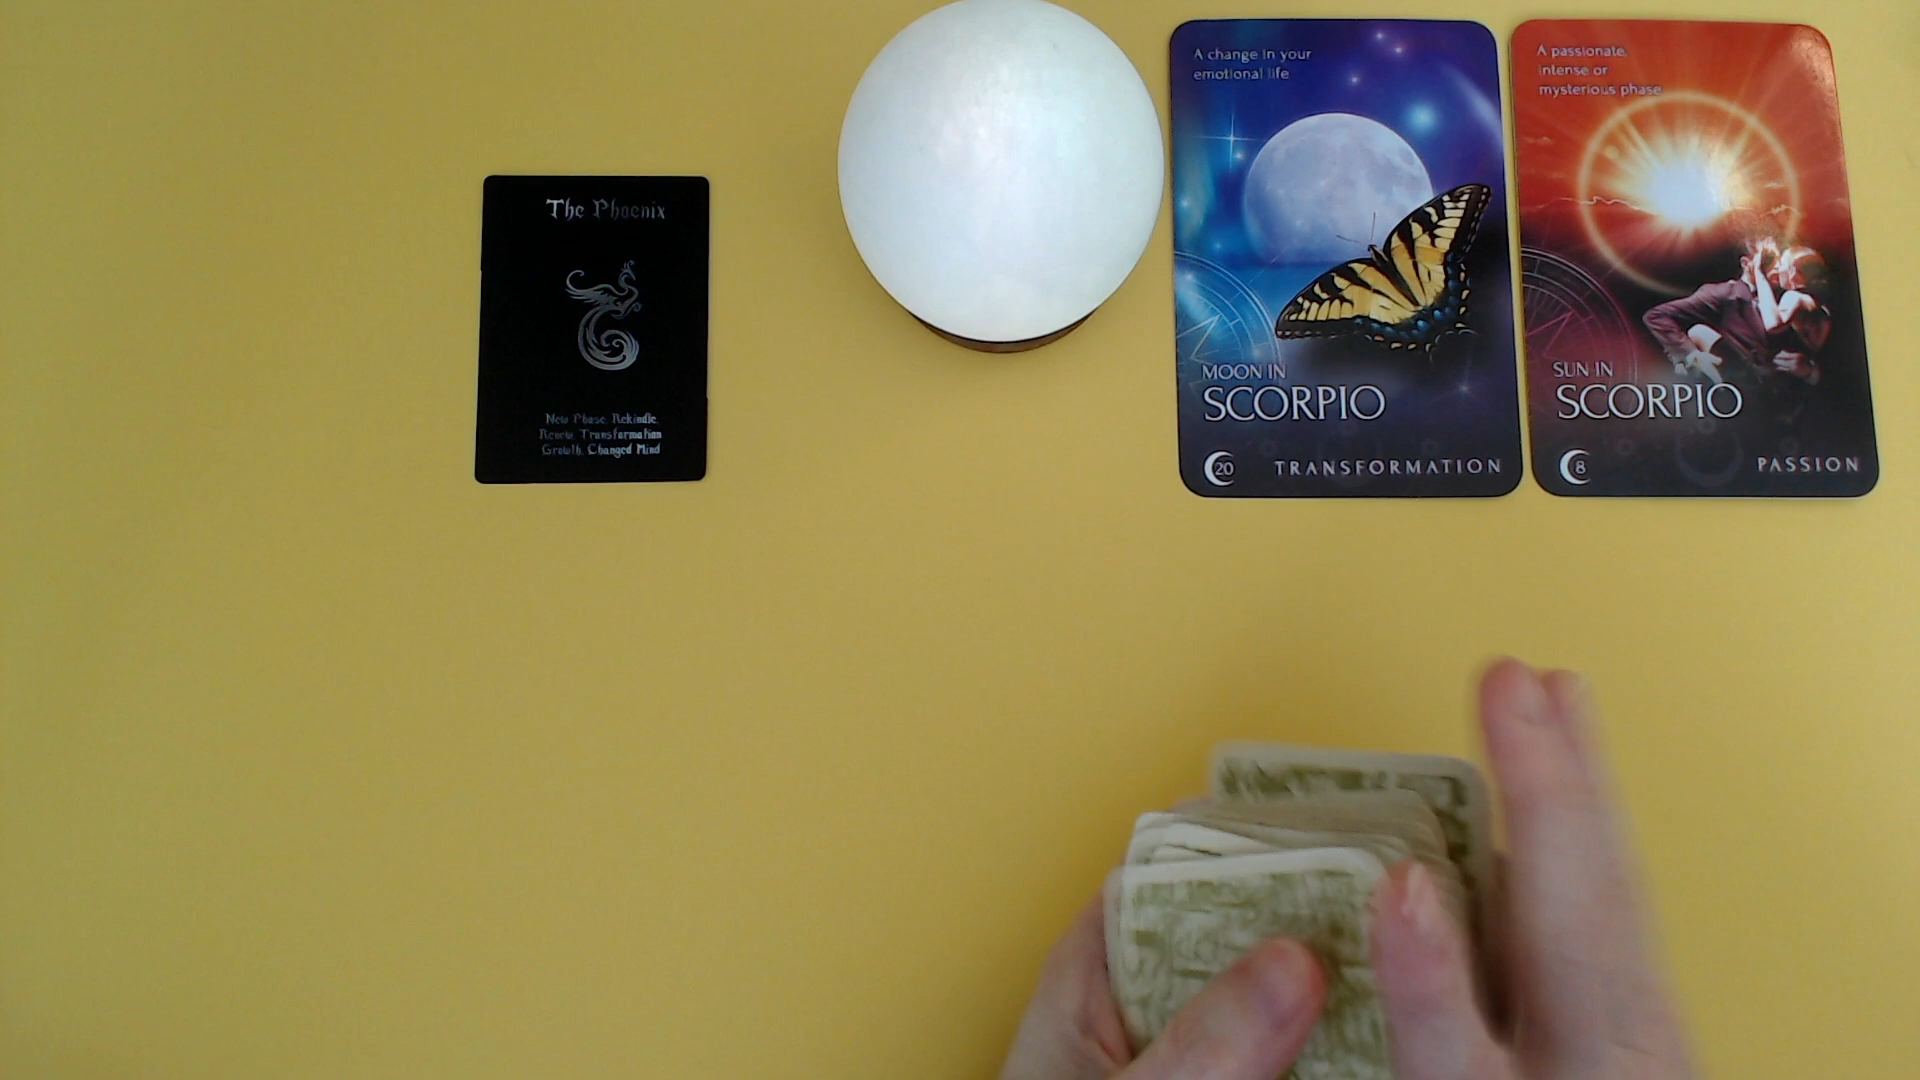 The Phoenix
New Phase, Rekindle,
Renew, Transformation
Growth, Changed Mind
A change in your
emotional life
MOON IN
SCORPIO
20
TRANSFORMATION
A passionate,
intense or
mysterious phase
SUN IN
SCORPIO
8
PASSION